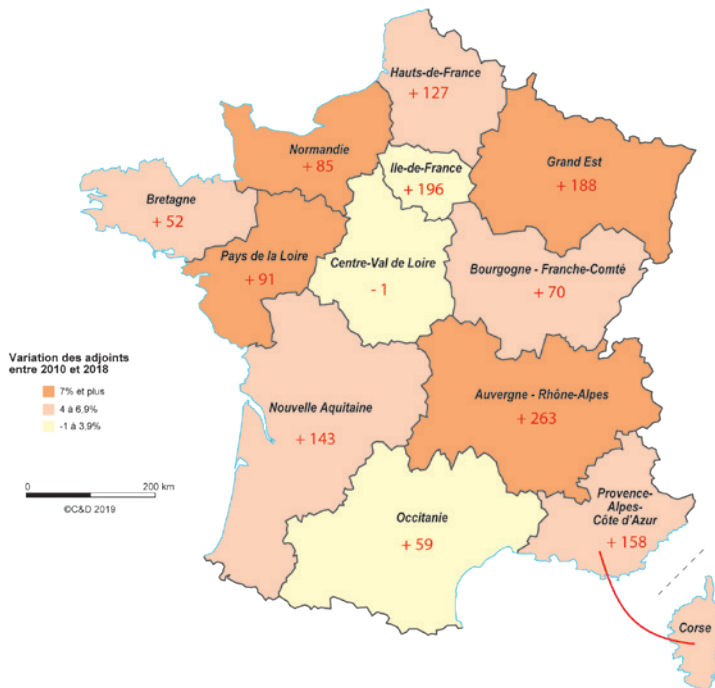 Hauts-de-France
+ 127
Normandie
+ 85
Ile-de-France
+ 196
Grand Est
+ 188
Bretagne
+ 52
Pays de la Loire
+ 91
Centre-Val de Loire
- 1
Bourgogne - Franche-Comté
+ 70
Variation des adjoints
entre 2010 et 2018
7% et plus
4 à 6,9%
-1 à 3,9%
0 200 km
©C&D 2019
Nouvelle Aquitaine
+ 143
Auvergne - Rhône-Alpes
+ 263
Occitanie
+ 59
Provence-
Alpes-
Côte d'Azur
+ 158
Corse